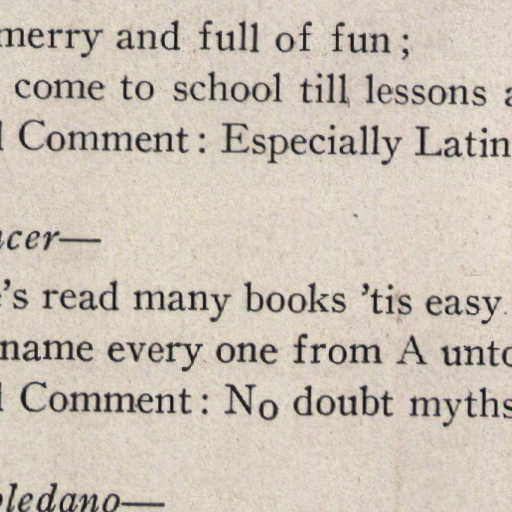 merry and full of fun;
come to school till lessons a
l Comment: Especially Latin
ncer—
e's read many books 'tis easy
name every one from A unto
l Comment: No doubt myths
oledano—